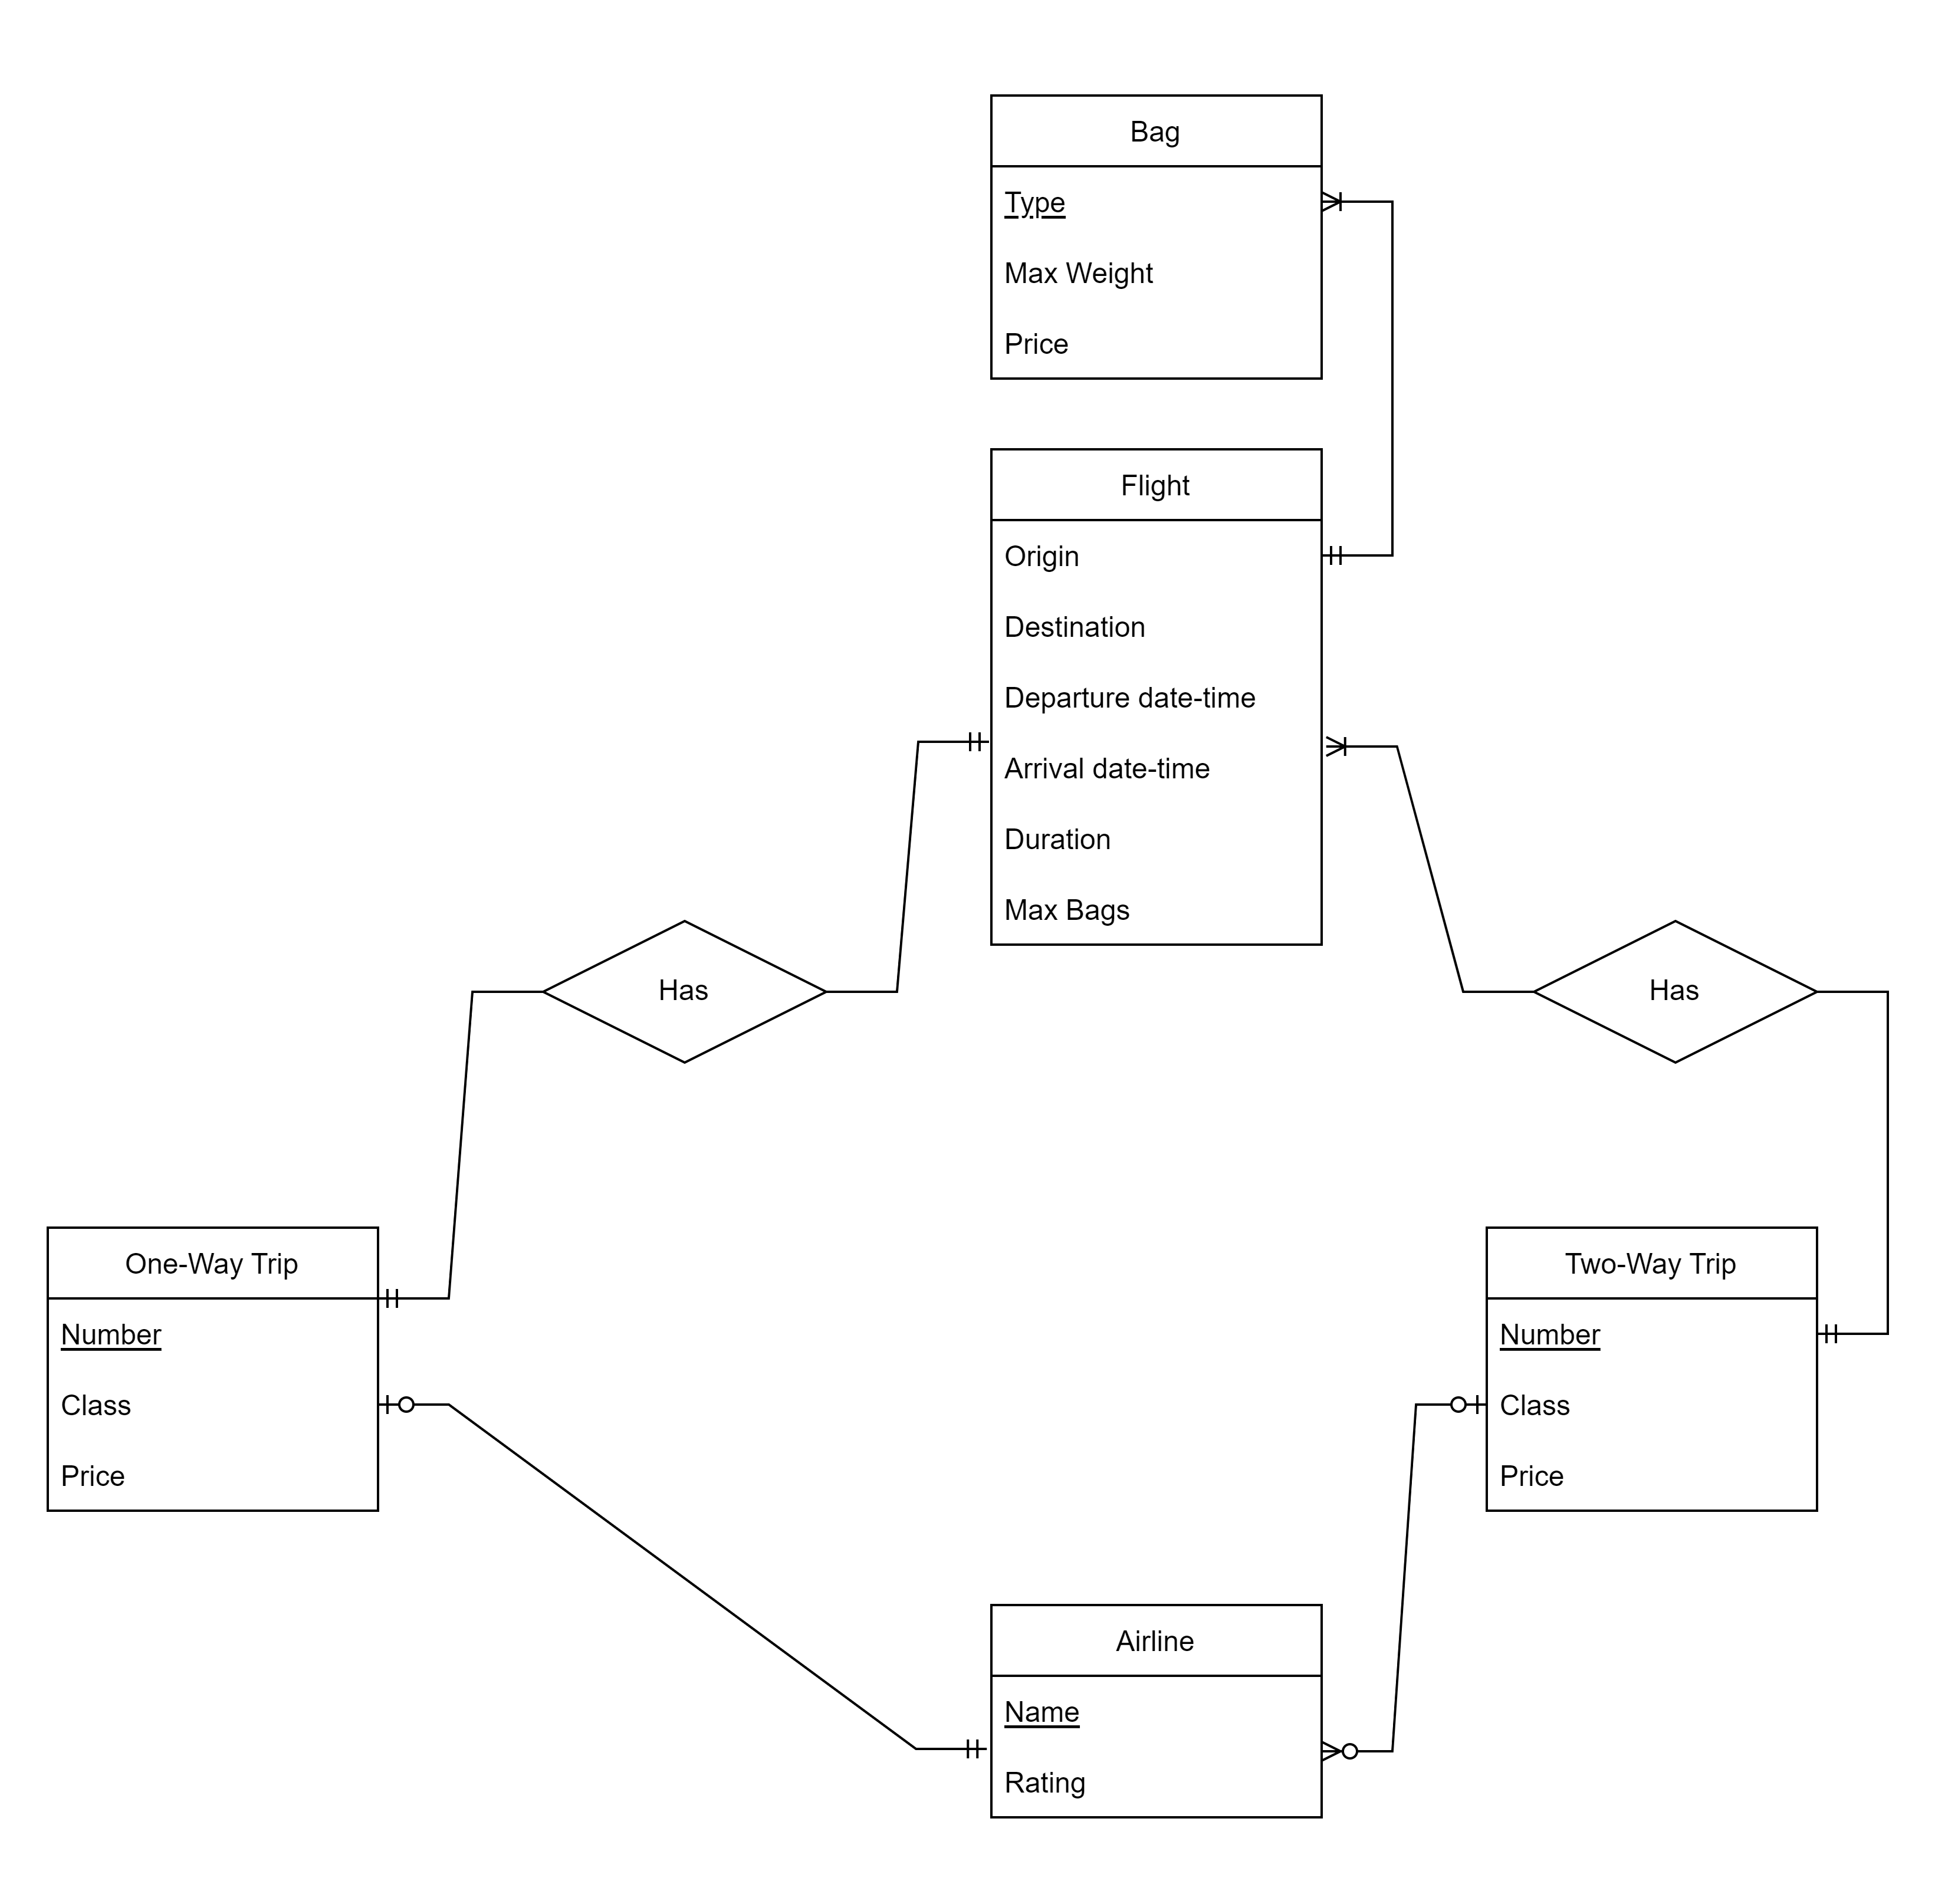 Bag
Type
Max Weight
Price
Flight
Origin
Destination
Departure date-time
Arrival date-time
Duration
Max Bags
Has
Has
One-Way Trip
Number
Class
Price
Two-Way Trip
Number
Class
Price
Airline
Name
Rating